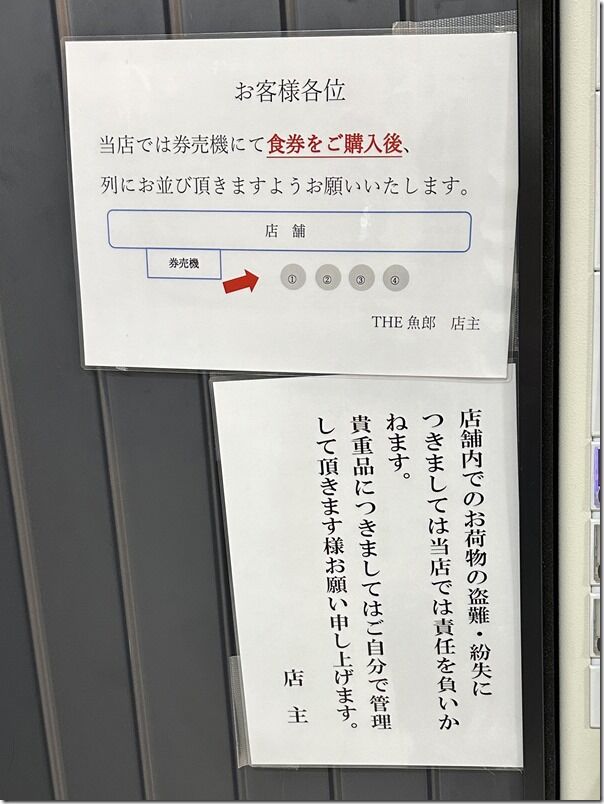 お客様各位
当店では券売機にて食券をご購入後、
列にお並び頂きますようお願いいたします。
店 舗
券売機
① ② ③ ④
THE 魚郎 店主
店舗内でのお荷物の盗難・紛失に
つきましては当店では責任を負いか
ねます。
貴重品につきましてはご自分で管理
して頂きます様お願い申し上げます。
店 主